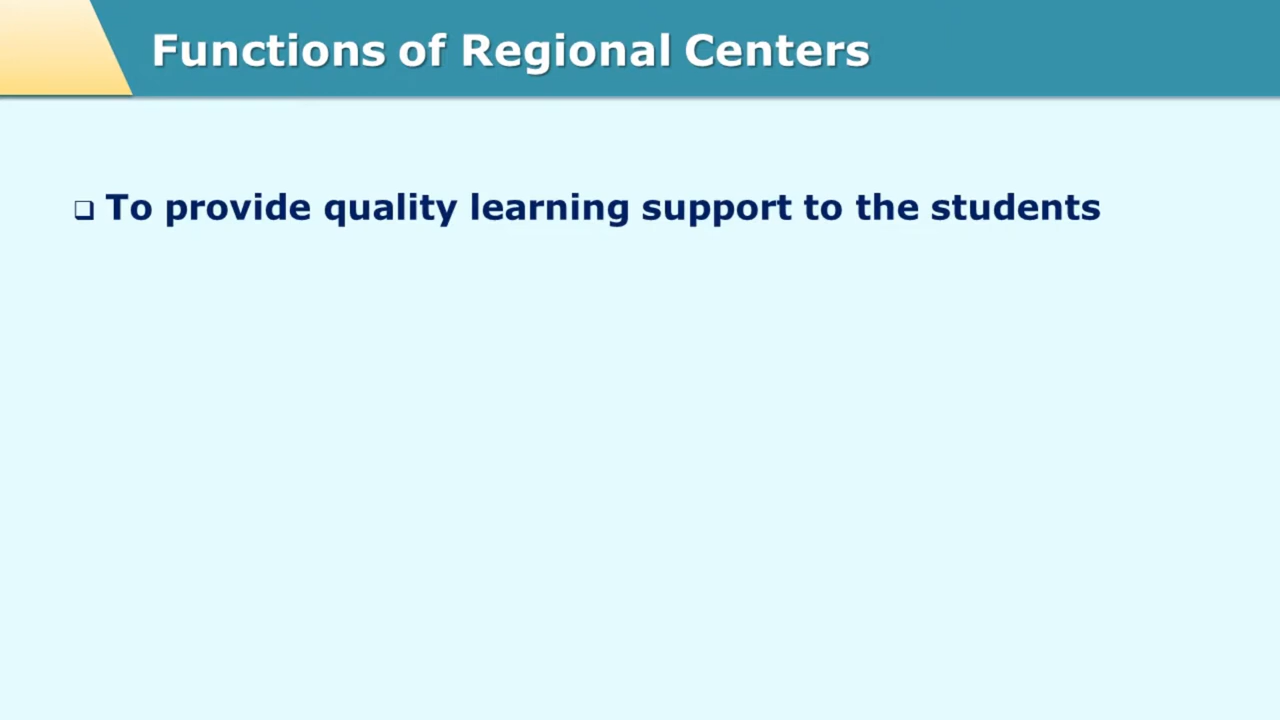 Functions of Regional Centers
❑ To provide quality learning support to the students